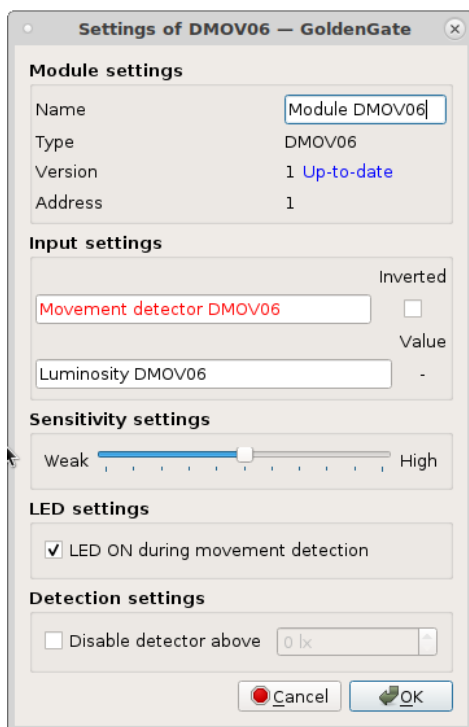 Settings of DMOV06 — GoldenGate
Module settings
Name Module DMOV06
Type DMOV06
Version 1 Up-to-date
Address 1
Input settings
Inverted
Movement detector DMOV06
Value
Luminosity DMOV06 -
Sensitivity settings
Weak High
LED settings
LED ON during movement detection
Detection settings
Disable detector above 0 lx
Cancel OK